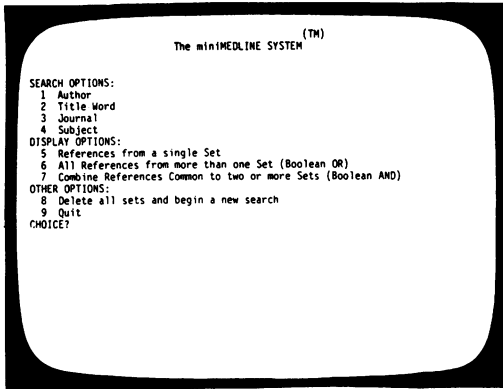 (TM)
The miniMEDLINE SYSTEM
SEARCH OPTIONS:
1 Author
2 Title Word
3 Journal
4 Subject
DISPLAY OPTIONS:
5 References from a single Set
6 All References from more than one Set (Boolean OR)
7 Combine References Common to two or more Sets (Boolean AND)
OTHER OPTIONS:
8 Delete all sets and begin a new search
9 Quit
CHOICE?